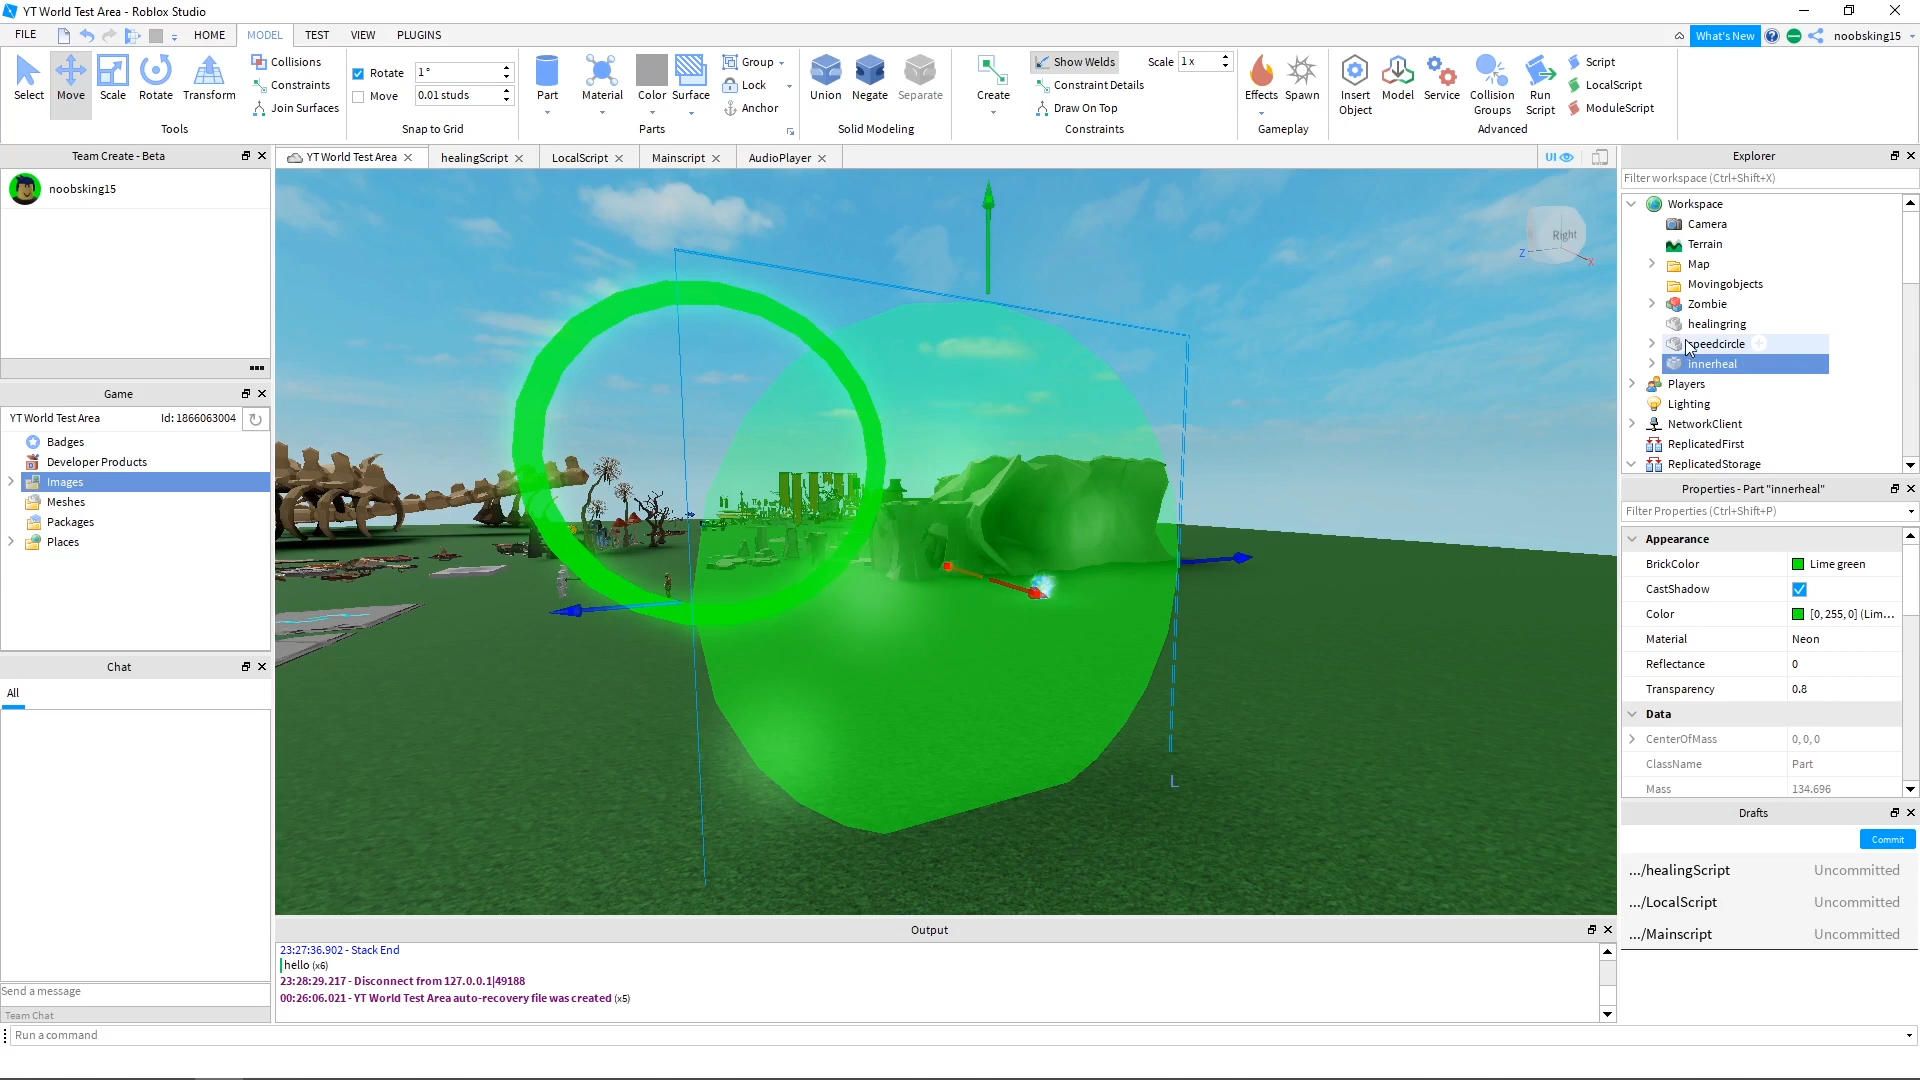 YT World Test Area - Roblox Studio
FILE HOME MODEL TEST VIEW PLUGINS What's New noobsking15
Select Move Scale Rotate Transform
Collisions
Constraints
Join Surfaces
Tools
Rotate 1°
Move 0.01 studs
Snap to Grid
Part Material Color Surface
Group
Lock
Anchor
Parts
Union Negate Separate
Solid Modeling
Create
Show Welds Scale 1x
Constraint Details
Draw On Top
Constraints
Effects Spawn
Gameplay
Insert Object Model Service Collision Groups Run Script
Script
LocalScript
ModuleScript
Advanced
Team Create - Beta
noobsking15
Game
YT World Test Area Id: 1866063004
Badges
Developer Products
Images
Meshes
Packages
Places
Chat
All
Send a message
Team Chat
YT World Test Area healingScript LocalScript Mainscript AudioPlayer UI
Right
Z
X
L
Output
23:27:36.902 - Stack End
hello (x6)
23:28:29.217 - Disconnect from 127.0.0.1|49188
00:26:06.021 - YT World Test Area auto-recovery file was created (x5)
Run a command
Explorer
Filter workspace (Ctrl+Shift+X)
Workspace
Camera
Terrain
Map
Movingobjects
Zombie
healingring
peedcircle
innerheal
Players
Lighting
NetworkClient
ReplicatedFirst
ReplicatedStorage
Properties - Part "innerheal"
Filter Properties (Ctrl+Shift+P)
Appearance
BrickColor Lime green
CastShadow
Color [0, 255, 0] (Lim...
Material Neon
Reflectance 0
Transparency 0.8
Data
CenterOfMass 0, 0, 0
ClassName Part
Mass 134.696
Drafts
Commit
.../healingScript Uncommitted
.../LocalScript Uncommitted
.../Mainscript Uncommitted